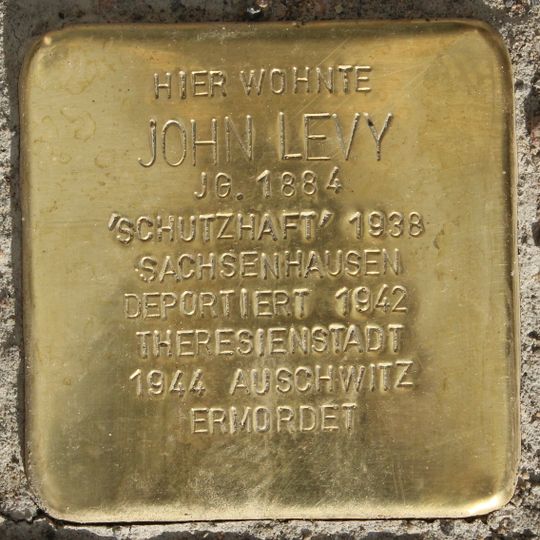 HIER WOHNTE
JOHN LEVY
JG. 1884
'SCHUTZHAFT' 1938
SACHSENHAUSEN
DEPORTIERT 1942
THERESIENSTADT
1944 AUSCHWITZ
ERMORDET